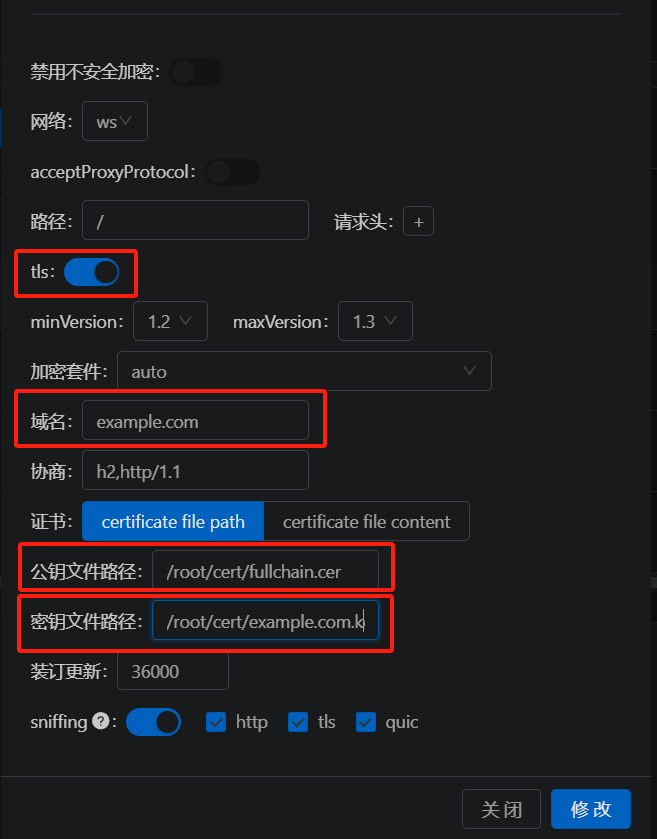 禁用不安全加密:
网络: ws
acceptProxyProtocol:
路径: / 请求头: +
tls:
minVersion: 1.2 maxVersion: 1.3
加密套件: auto
域名: example.com
协商: h2,http/1.1
证书: certificate file path certificate file content
公钥文件路径: /root/cert/fullchain.cer
密钥文件路径: /root/cert/example.com.k
装订更新: 36000
sniffing ?: http tls quic
关 闭 修 改